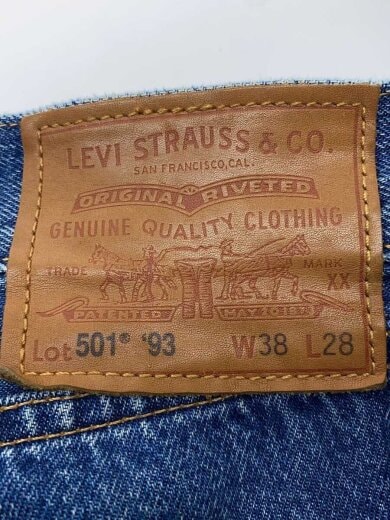 LEVI STRAUSS & CO.
SAN FRANCISCO, CAL.
ORIGINAL RIVETED
GENUINE QUALITY CLOTHING
TRADE MARK
XX
PATENTED MAY 20 1873
Lot 501® '93 W38 L28